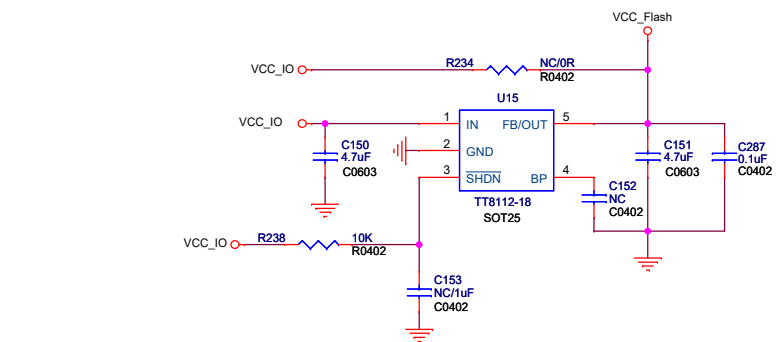 VCC_Flash
VCC_IO
R234
NC/0R
R0402
U15
VCC_IO
1
IN
FB/OUT
5
C150
4.7uF
C0603
2
GND
C151
4.7uF
C0603
C287
0.1uF
C0402
3
SHDN
BP
4
C152
NC
C0402
TT8112-18
SOT25
VCC_IO
R238
10K
R0402
C153
NC/1uF
C0402